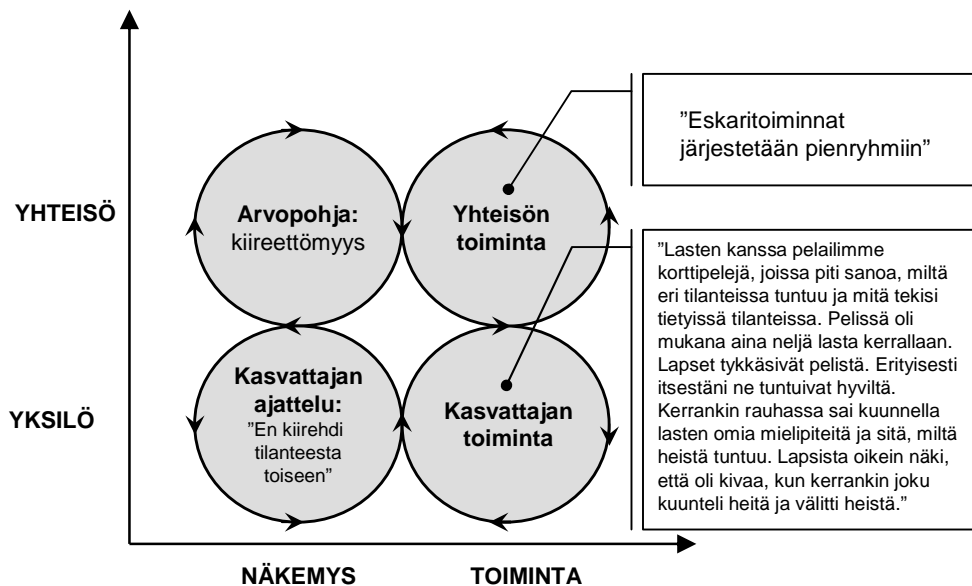 "Eskaritoiminnat
järjestetään pienryhmiin"
YHTEISÖ
Arvopohja:
kiireettömyys
Yhteisön
toiminta
"Lasten kanssa pelailimme
korttipelejä, joissa piti sanoa, miltä
eri tilanteissa tuntuu ja mitä tekisi
tietyissä tilanteissa. Pelissä oli
mukana aina neljä lasta kerrallaan.
Lapset tykkäsivät pelistä. Erityisesti
itsestäni ne tuntuivat hyviltä.
Kerrankin rauhassa sai kuunnella
lasten omia mielipiteitä ja sitä, miltä
heistä tuntuu. Lapsista oikein näki,
että oli kivaa, kun kerrankin joku
kuunteli heitä ja välitti heistä."
YKSILÖ
Kasvattajan
ajattelu:
"En kiirehdi
tilanteesta
toiseen"
Kasvattajan
toiminta
NÄKEMYS
TOIMINTA